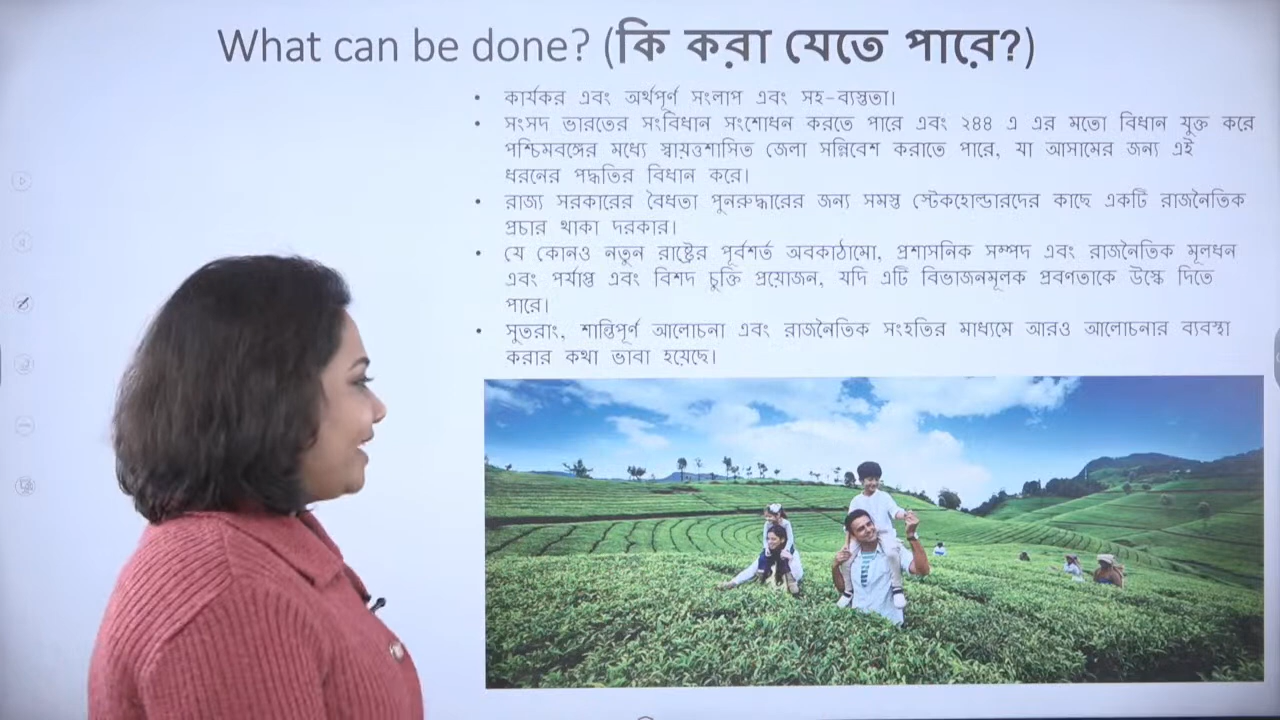 What can be done? (কি করা যেতে পারে?)
• কার্যকর এবং অর্থপূর্ণ সংলাপ এবং সহ-ব্যস্ততা।
• সংসদ ভারতের সংবিধান সংশোধন করতে পারে এবং ২৪৪ এ এর মতো বিধান যুক্ত করে
পশ্চিমবঙ্গের মধ্যে স্বায়ত্তশাসিত জেলা সন্নিবেশ করাতে পারে, যা আসামের জন্য এই
ধরনের পদ্ধতির বিধান করে।
• রাজ্য সরকারের বৈধতা পুনরুদ্ধারের জন্য সমস্ত স্টেকহোল্ডারদের কাছে একটি রাজনৈতিক
প্রচার থাকা দরকার।
• যে কোনও নতুন রাষ্ট্রের পূর্বশর্ত অবকাঠামো, প্রশাসনিক সম্পদ এবং রাজনৈতিক মূলধন
এবং পর্যাপ্ত এবং বিশদ চুক্তি প্রয়োজন, যদি এটি বিভাজনমূলক প্রবণতাকে উস্কে দিতে
পারে।
• সুতরাং, শান্তিপূর্ণ আলোচনা এবং রাজনৈতিক সংহতির মাধ্যমে আরও আলোচনার ব্যবস্থা
করার কথা ভাবা হয়েছে।